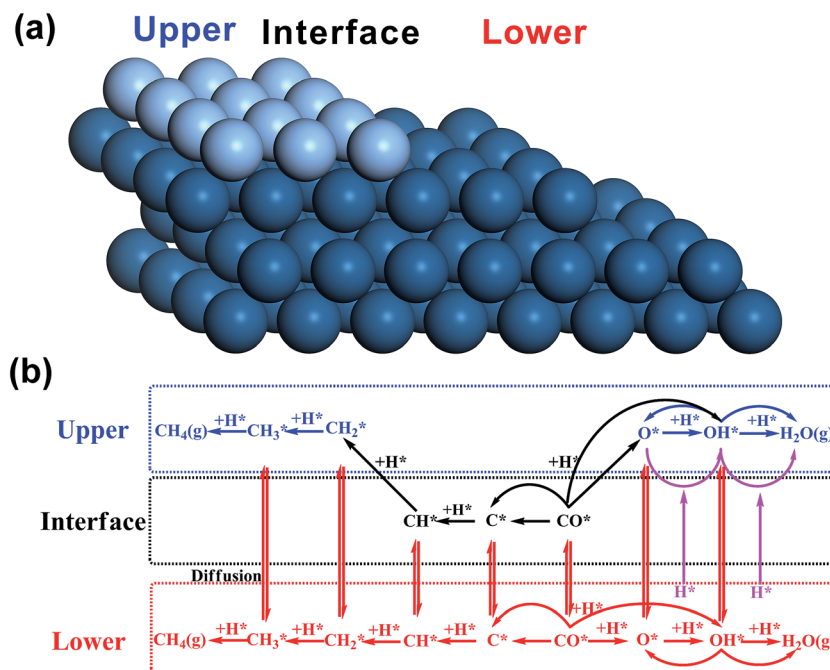 (a)
Upper Interface Lower
(b)
+H*
Upper CH₄(g) +H* CH₃* +H* CH₂* O* +H* OH* +H* H₂O(g)
+H* +H*
Interface CH* +H* C* CO*
Diffusion H* H*
+H*
Lower CH₄(g) +H* CH₃* +H* CH₂* +H* CH* +H* C* CO* +H* O* +H* OH* +H* H₂O(g)